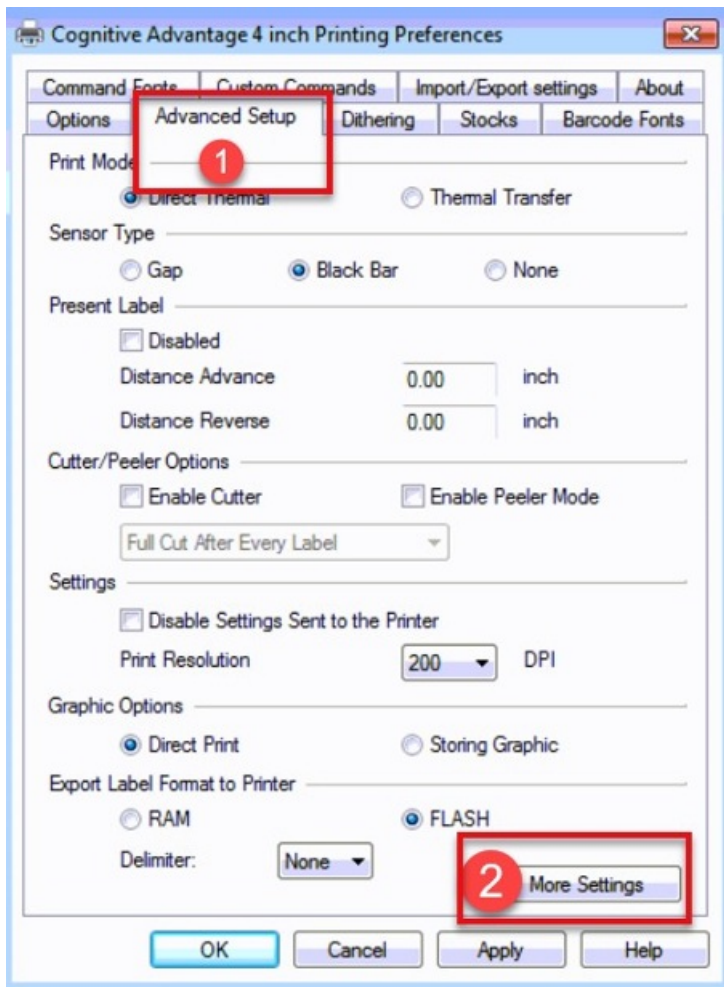 Cognitive Advantage 4 inch Printing Preferences
Command Fonts Custom Commands Import/Export settings About
Options Advanced Setup Dithering Stocks Barcode Fonts
1
Print Mode
Direct Thermal Thermal Transfer
Sensor Type
Gap Black Bar None
Present Label
Disabled
Distance Advance 0.00 inch
Distance Reverse 0.00 inch
Cutter/Peeler Options
Enable Cutter Enable Peeler Mode
Full Cut After Every Label
Settings
Disable Settings Sent to the Printer
Print Resolution 200 DPI
Graphic Options
Direct Print Storing Graphic
Export Label Format to Printer
RAM FLASH
Delimiter: None
2 More Settings
OK Cancel Apply Help